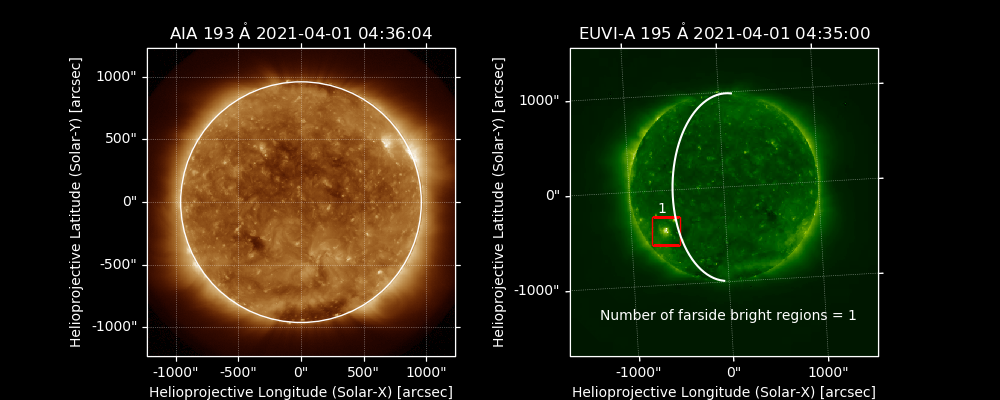 AIA 193 Å 2021-04-01 04:36:04
Helioprojective Latitude (Solar-Y) [arcsec]
1000"
500"
0"
-500"
-1000"
-1000"
-500"
0"
500"
1000"
Helioprojective Longitude (Solar-X) [arcsec]
EUVI-A 195 Å 2021-04-01 04:35:00
Helioprojective Latitude (Solar-Y) [arcsec]
1000"
0"
-1000"
1
Number of farside bright regions = 1
-1000"
0"
1000"
Helioprojective Longitude (Solar-X) [arcsec]